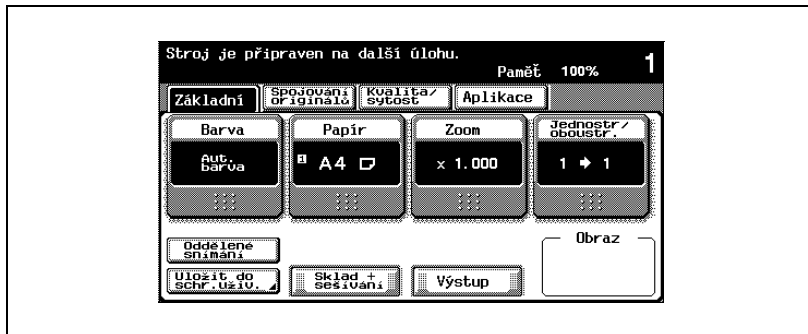 Stroj je připraven na další úlohu.
Paměť 100% 1
Základní
Spojování
originálů
Kvalita/
sytost
Aplikace
Barva
Papír
Zoom
Jednostr/
oboustr.
Aut.
barva
1 A4
x 1.000
1 → 1
Oddělené
snímání
Obraz
Uložit do
schr.uživ.
Sklad +
sešívání
Výstup